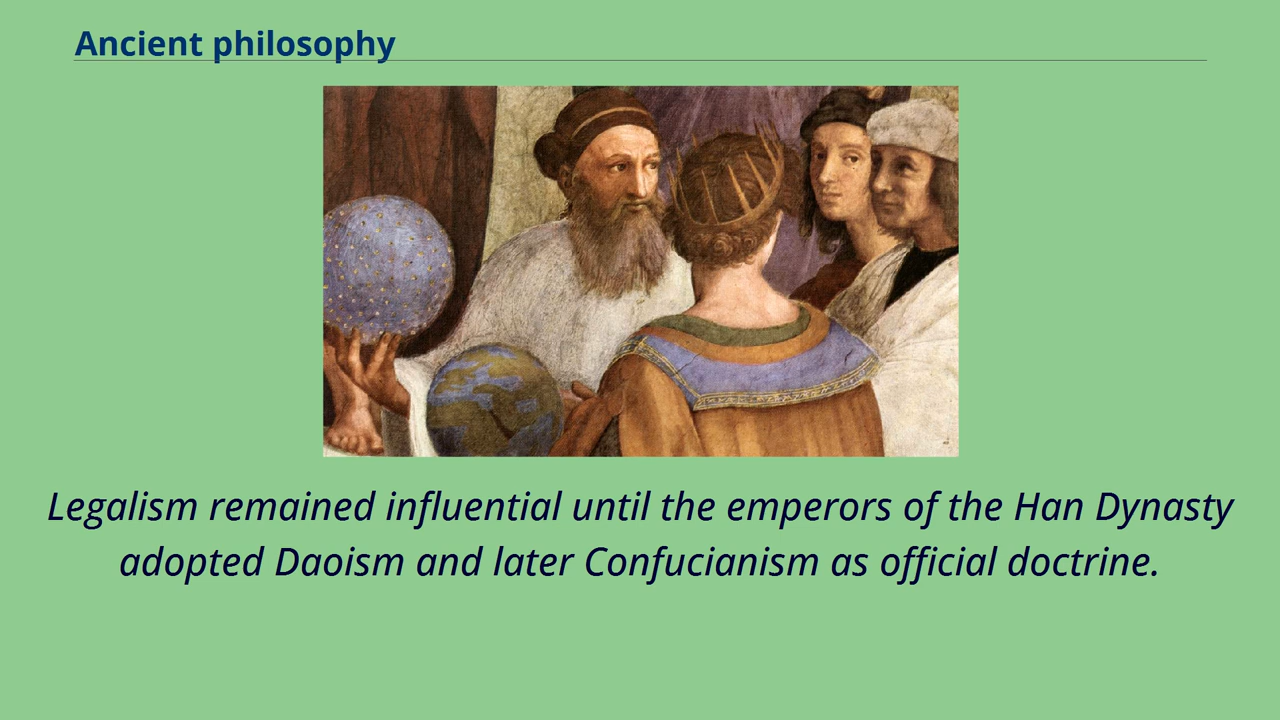 Ancient philosophy
Legalism remained influential until the emperors of the Han Dynasty
adopted Daoism and later Confucianism as official doctrine.